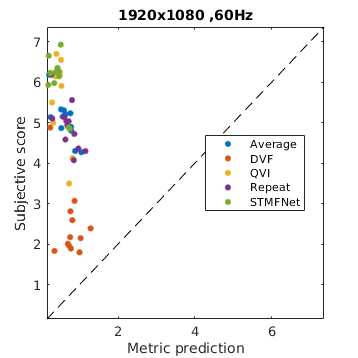 1920x1080 ,60Hz
Subjective score
7
6
5
4
3
2
1
Average
DVF
QVI
Repeat
STMFNet
2 4 6
Metric prediction